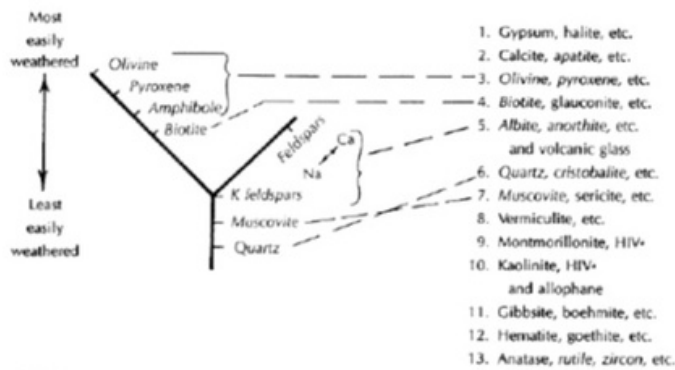 Most
easily
weathered
Olivine
Pyroxene
Amphibole
Biotite
Feldspars
Ca
Na
K feldspars
Muscovite
Quartz
Least
easily
weathered
1. Gypsum, halite, etc.
2. Calcite, apatite, etc.
3. Olivine, pyroxene, etc.
4. Biotite, glauconite, etc.
5. Albite, anorthite, etc.
and volcanic glass
6. Quartz, cristobalite, etc.
7. Muscovite, sericite, etc.
8. Vermiculite, etc.
9. Montmorillonite, HIV*
10. Kaolinite, HIV*
and allophane
11. Gibbsite, boehmite, etc.
12. Hematite, goethite, etc.
13. Anatase, rutile, zircon, etc.